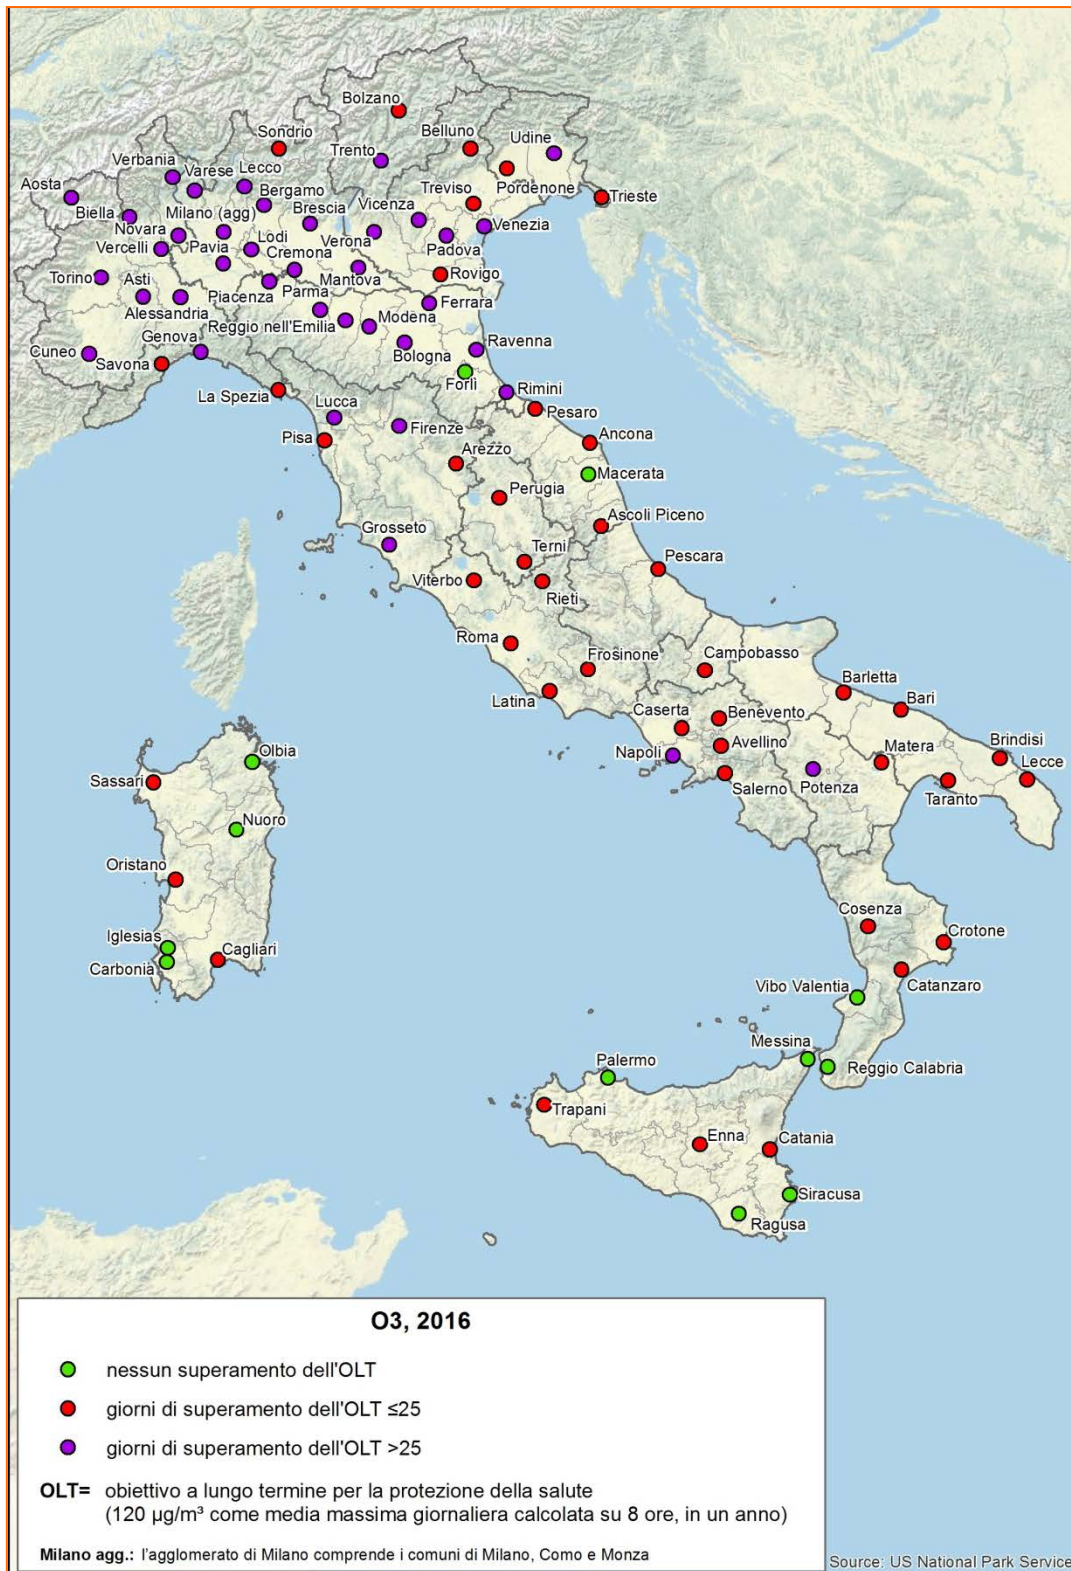 Bolzano
Sondrio
Belluno
Udine
Trento
Verbania
Varese
Lecco
Pordenone
Aosta
Bergamo
Treviso
Trieste
Biella
Milano (agg)
Brescia
Vicenza
Novara
Venezia
Vercelli
Pavia
Lodi
Verona
Padova
Cremona
Torino
Asti
Mantova
Rovigo
Piacenza
Parma
Alessandria
Ferrara
Reggio nell'Emilia
Modena
Genova
Cuneo
Savona
Bologna
Ravenna
Forlì
La Spezia
Rimini
Lucca
Pesaro
Firenze
Pisa
Ancona
Arezzo
Macerata
Perugia
Ascoli Piceno
Grosseto
Terni
Pescara
Viterbo
Rieti
Roma
Frosinone
Campobasso
Latina
Barletta
Bari
Caserta
Benevento
Napoli
Avellino
Matera
Brindisi
Olbia
Lecce
Sassari
Salerno
Potenza
Taranto
Nuoro
Oristano
Cosenza
Iglesias
Crotone
Cagliari
Carbonia
Catanzaro
Vibo Valentia
Messina
Palermo
Reggio Calabria
Trapani
Enna
Catania
Siracusa
Ragusa
O3, 2016
nessun superamento dell'OLT
giorni di superamento dell'OLT ≤25
giorni di superamento dell'OLT >25
OLT= obiettivo a lungo termine per la protezione della salute
(120 µg/m³ come media massima giornaliera calcolata su 8 ore, in un anno)
Milano agg.: l'agglomerato di Milano comprende i comuni di Milano, Como e Monza
Source: US National Park Service